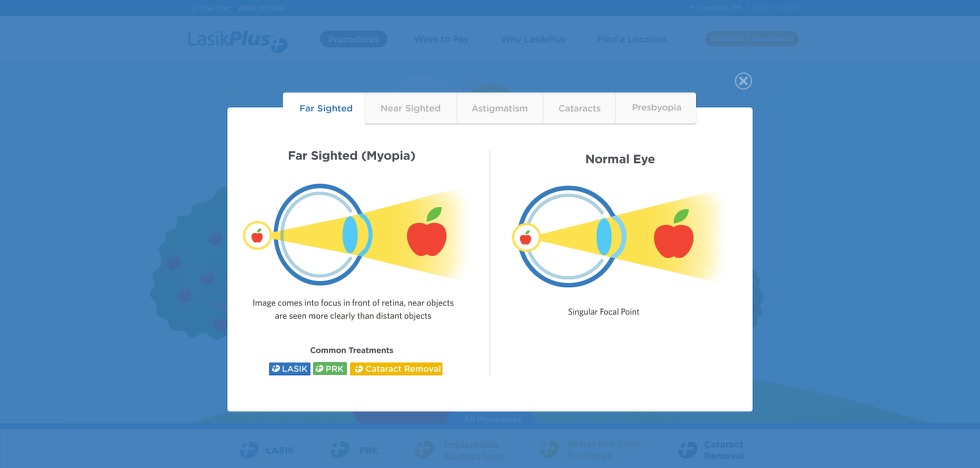 LasikPlus
Procedures
Ways to Pay
Why LasikPlus
Find a Location
Far Sighted
Near Sighted
Astigmatism
Cataracts
Presbyopia
Far Sighted (Myopia)
Image comes into focus in front of retina, near objects
are seen more clearly than distant objects
Common Treatments
LASIK
PRK
Cataract Removal
Normal Eye
Singular Focal Point
All Procedures
LASIK
PRK
Implantable
Contact Lens
Refractive Lens
Exchange
Cataract
Removal